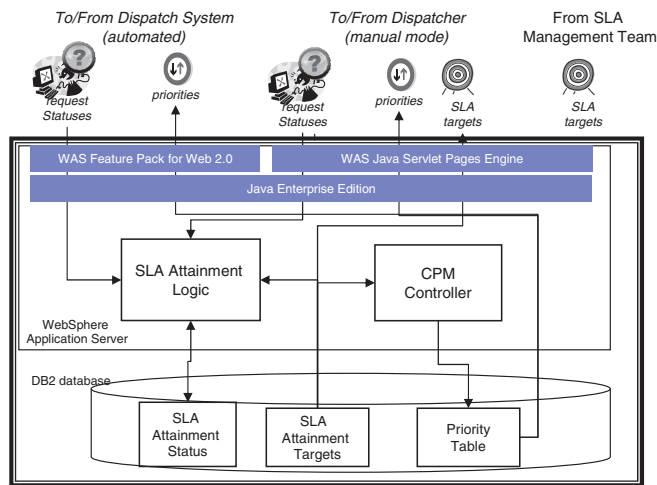 To/From Dispatch System
(automated)
To/From Dispatcher
(manual mode)
From SLA
Management Team
request
Statuses
priorities
request
Statuses
priorities
SLA
targets
SLA
targets
WAS Feature Pack for Web 2.0
WAS Java Servlet Pages Engine
Java Enterprise Edition
SLA Attainment
Logic
CPM
Controller
WebSphere
Application Server
DB2 database
SLA
Attainment
Status
SLA
Attainment
Targets
Priority
Table